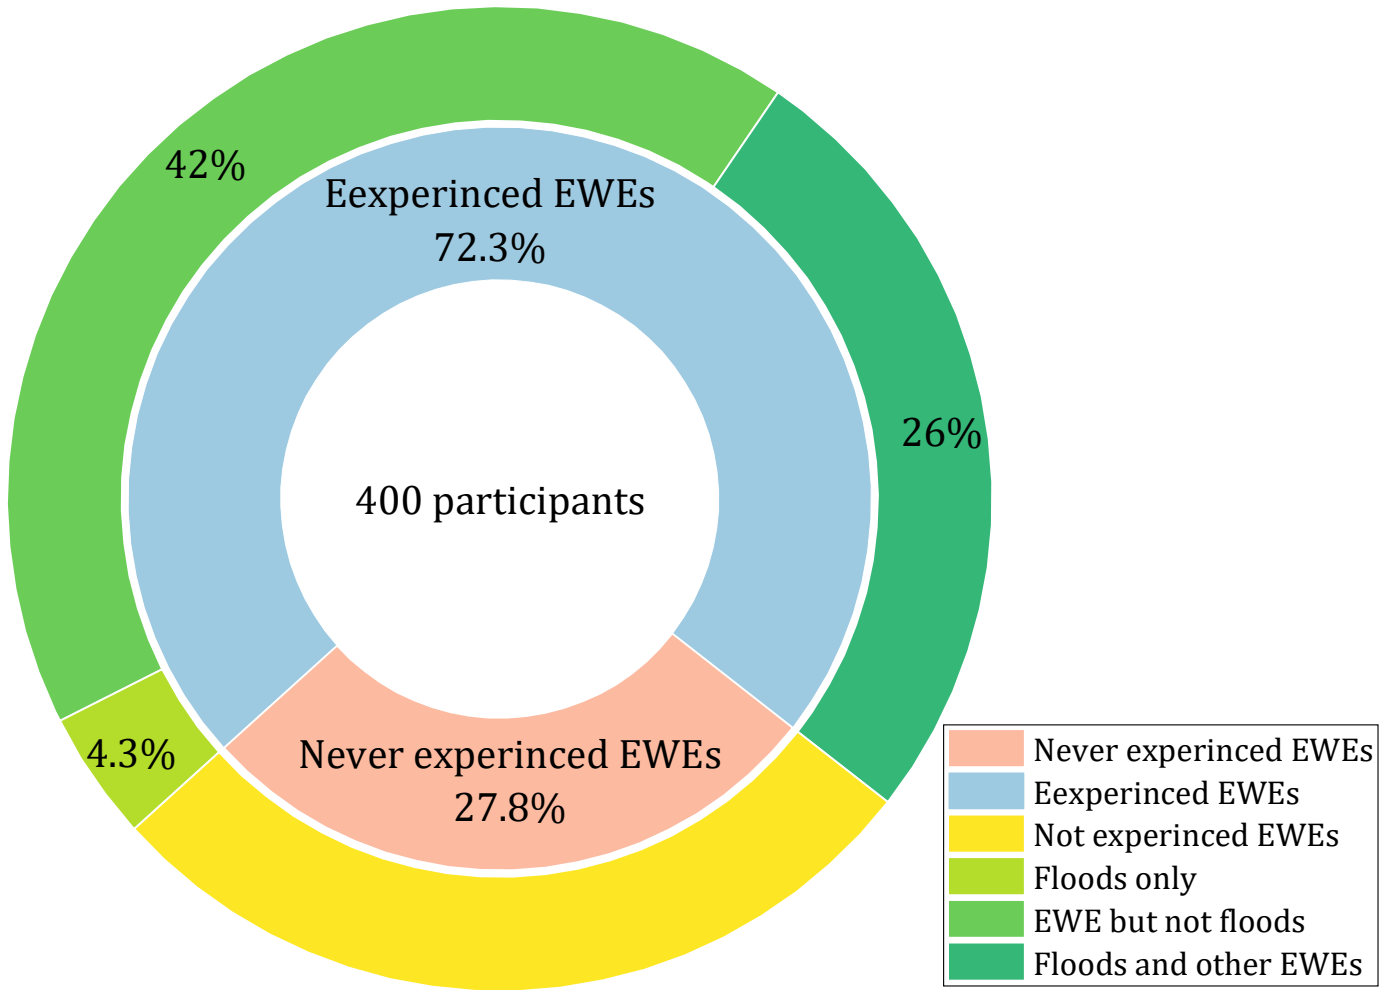 42%
Eexperinced EWEs
72.3%
26%
400 participants
4.3%
Never experinced EWEs
27.8%
Never experinced EWEs
Eexperinced EWEs
Not experinced EWEs
Floods only
EWE but not floods
Floods and other EWEs